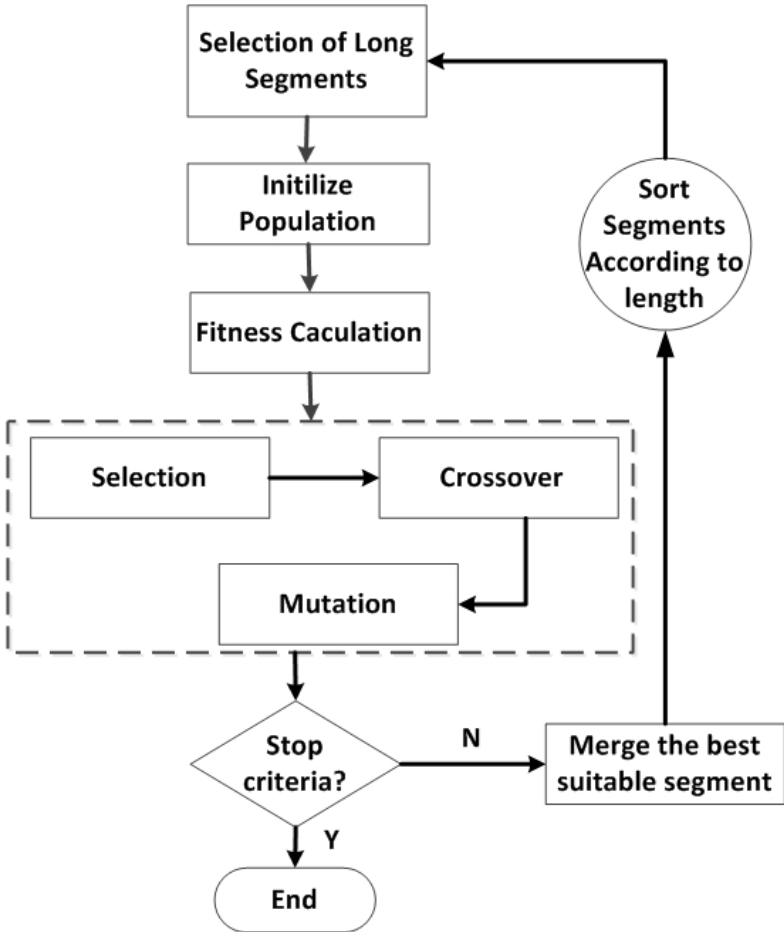 Selection of Long
Segments
Initilize
Population
Sort
Segments
According to
length
Fitness Caculation
Selection
Crossover
Mutation
Stop
criteria?
N
Merge the best
suitable segment
Y
End